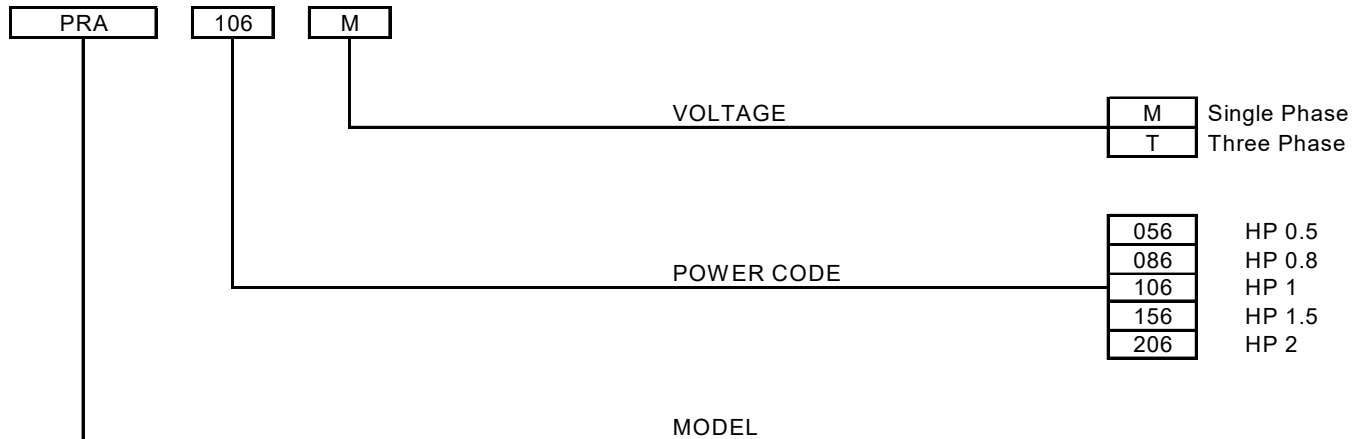 PRA 106 M
VOLTAGE M Single Phase
T Three Phase
056 HP 0.5
086 HP 0.8
POWER CODE 106 HP 1
156 HP 1.5
206 HP 2
MODEL